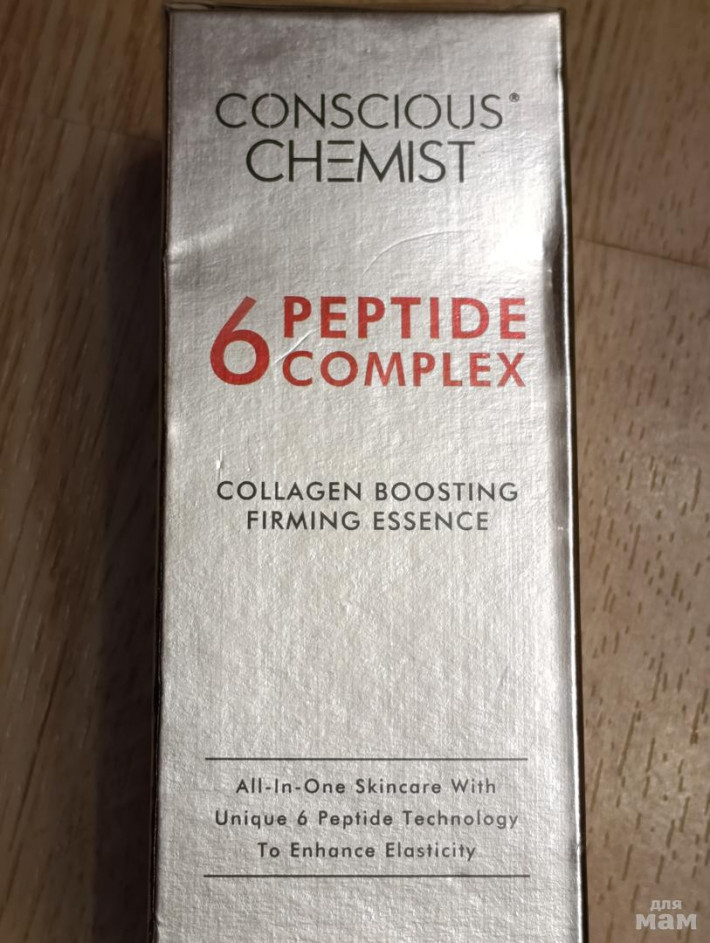 CONSCIOUS®
CHEMIST
6 PEPTIDE
COMPLEX
COLLAGEN BOOSTING
FIRMING ESSENCE
All-In-One Skincare With
Unique 6 Peptide Technology
To Enhance Elasticity
для
мам